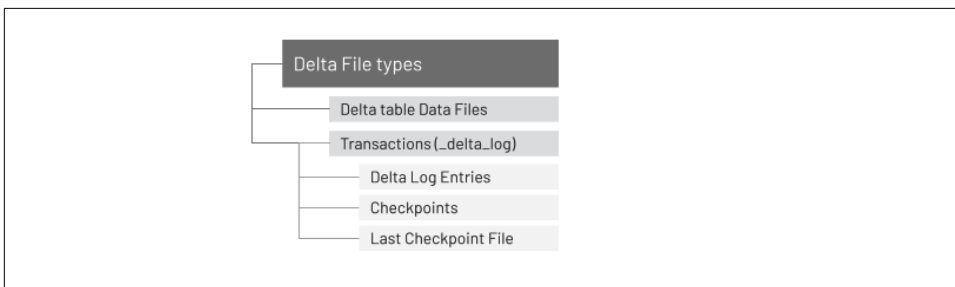 Delta File types
Delta table Data Files
Transactions (_delta_log)
Delta Log Entries
Checkpoints
Last Checkpoint File